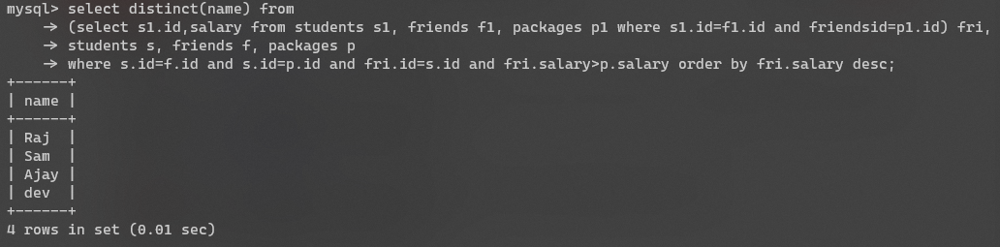 mysql> select distinct(name) from
    -> (select s1.id,salary from students s1, friends f1, packages p1 where s1.id=f1.id and friendsid=p1.id) fri,
    -> students s, friends f, packages p
    -> where s.id=f.id and s.id=p.id and fri.id=s.id and fri.salary>p.salary order by fri.salary desc;
+------+
| name |
+------+
| Raj  |
| Sam  |
| Ajay |
| dev  |
+------+
4 rows in set (0.01 sec)